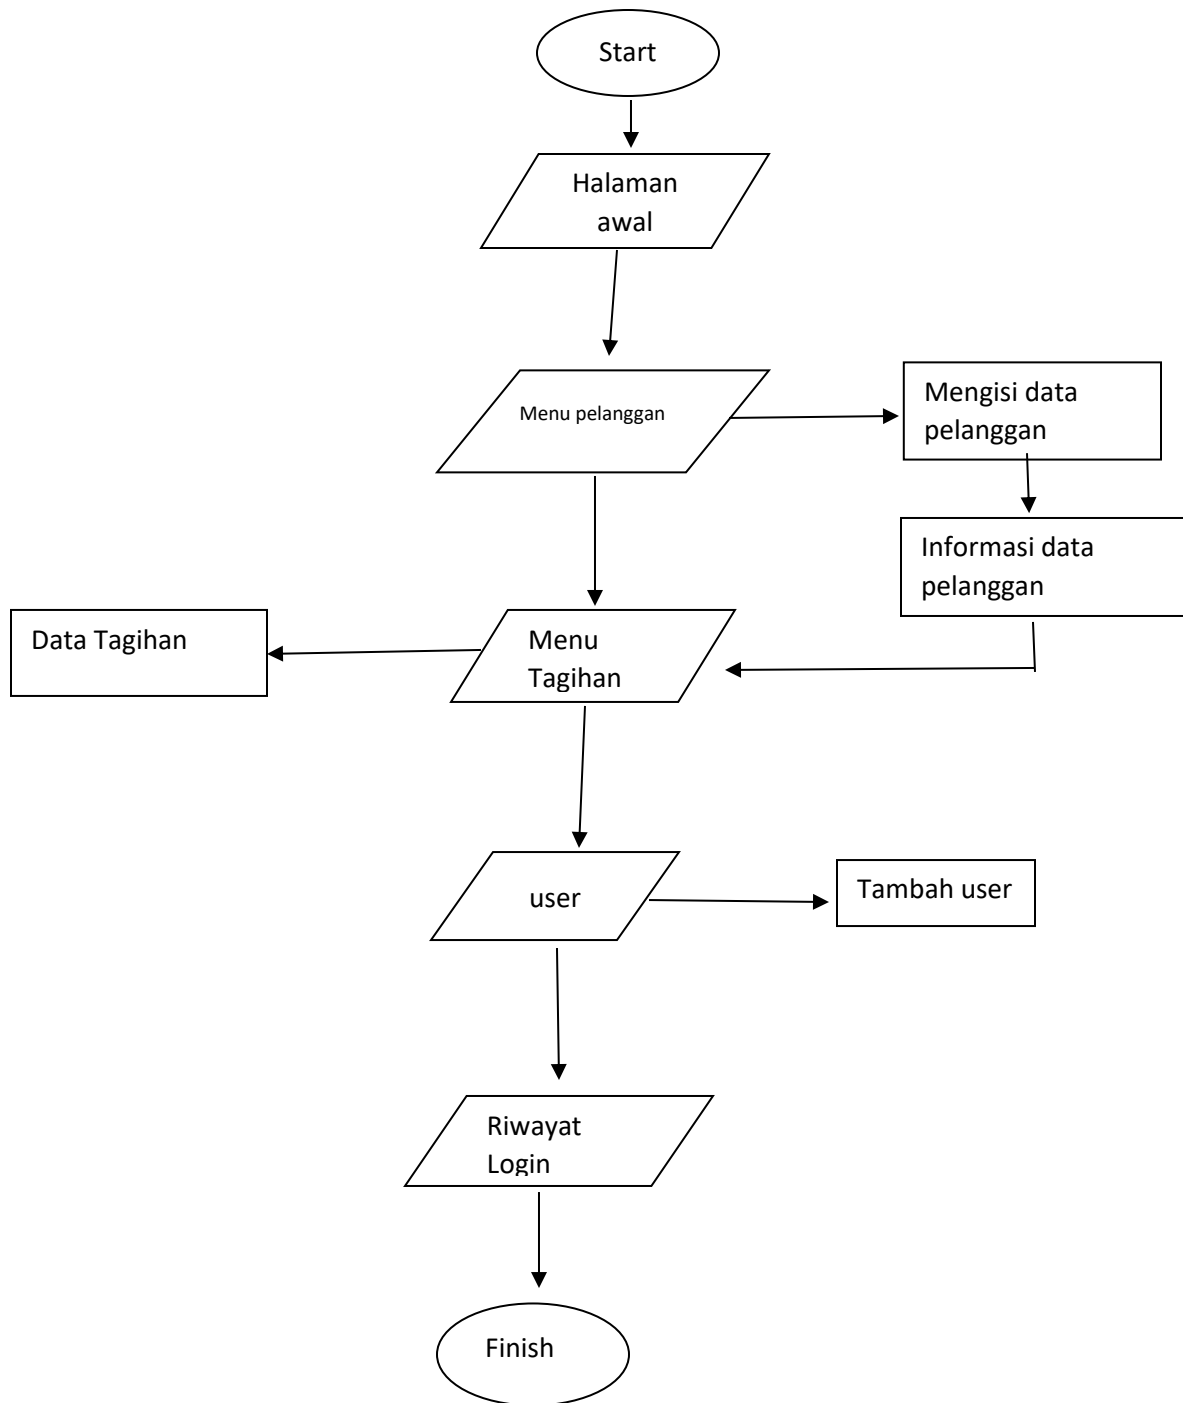 Start
Halaman
awal
Menu pelanggan
Mengisi data
pelanggan
Informasi data
pelanggan
Data Tagihan
Menu
Tagihan
user
Tambah user
Riwayat
Login
Finish